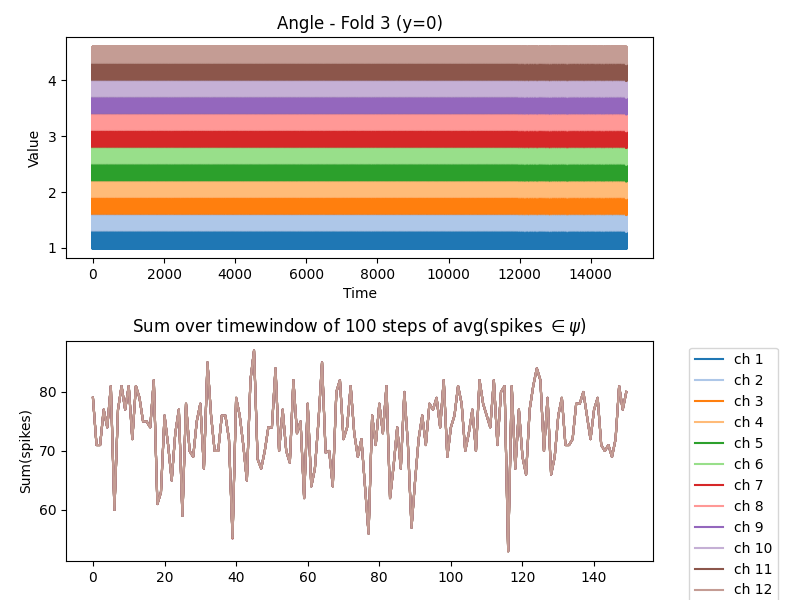 Angle - Fold 3 (y=0)
Value
4
3
2
1
0 2000 4000 6000 8000 10000 12000 14000
Time
Sum over timewindow of 100 steps of avg(spikes ∈ψ)
Sum(spikes)
80
70
60
0 20 40 60 80 100 120 140
ch 1
ch 2
ch 3
ch 4
ch 5
ch 6
ch 7
ch 8
ch 9
ch 10
ch 11
ch 12